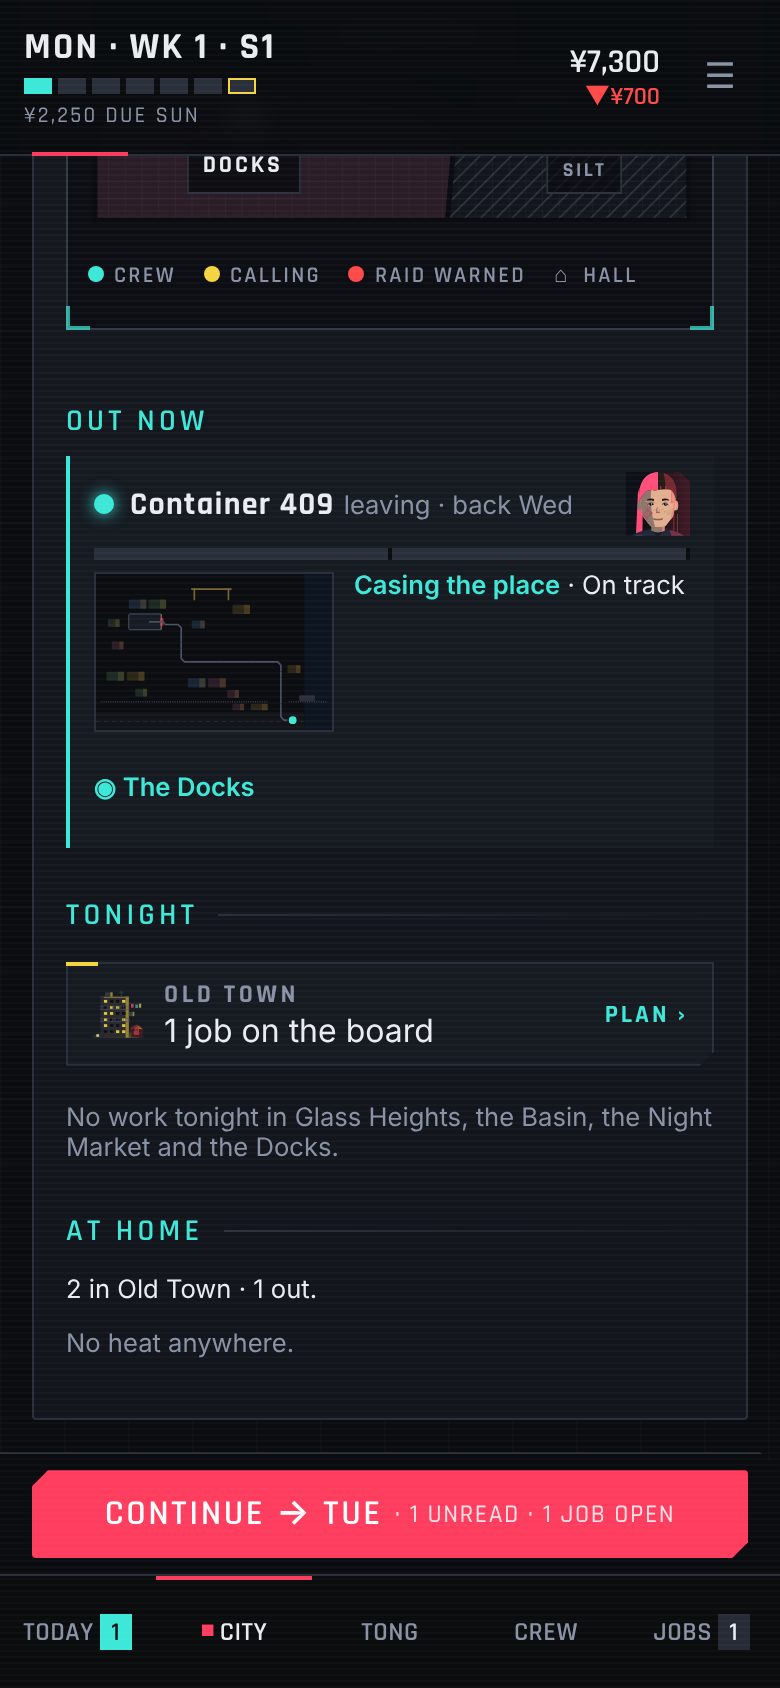 MON · WK 1 · S1
¥7,300
▼¥700
☰
¥2,250 DUE SUN
DOCKS
SILT
CREW
CALLING
RAID WARNED
⌂ HALL
OUT NOW
Container 409 leaving · back Wed
Casing the place · On track
◉ The Docks
TONIGHT
OLD TOWN
1 job on the board
PLAN ›
No work tonight in Glass Heights, the Basin, the Night
Market and the Docks.
AT HOME
2 in Old Town · 1 out.
No heat anywhere.
CONTINUE → TUE · 1 UNREAD · 1 JOB OPEN
TODAY 1
CITY
TONG
CREW
JOBS 1